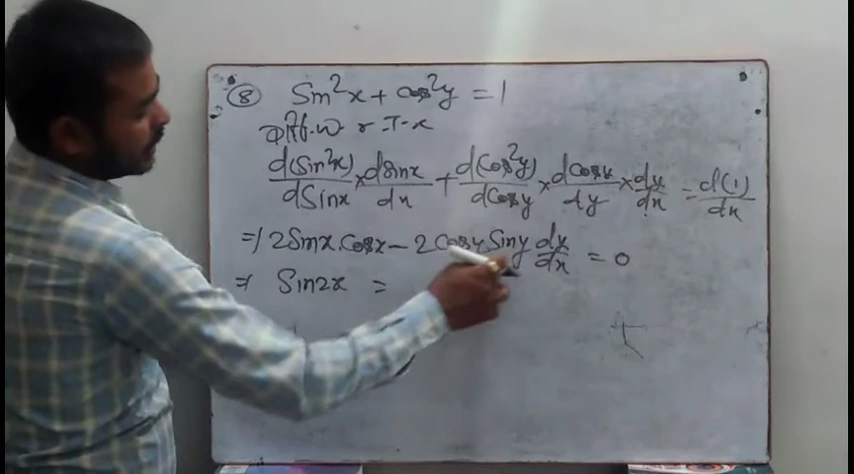 ⑧ Sin²x + cos²y = 1
Diff. w. r. T. x
d(Sin²x)/dSinx × dSinx/dx + d(Cos²y)/dCosy × dCosy/dy × dy/dx = d(1)/dx
⇒ 2Sinx.Cosx − 2Cosy Siny dy/dx = 0
⇒ Sin2x =